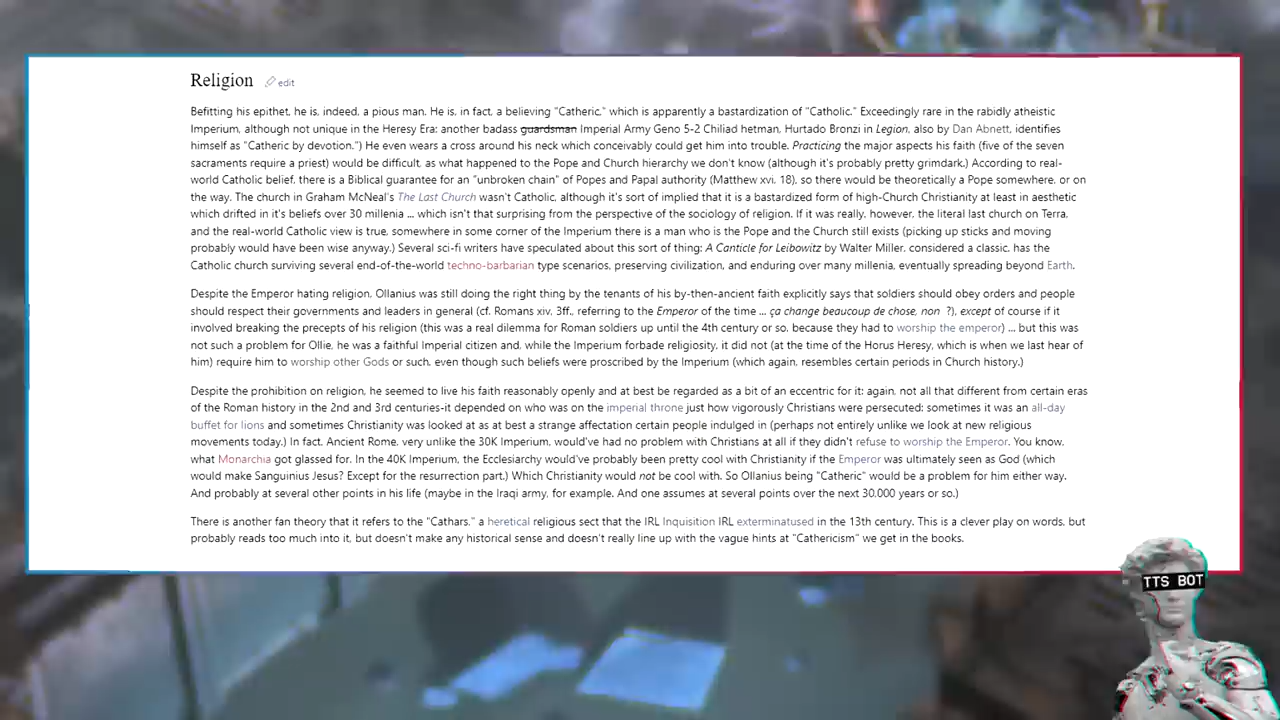 Religion edit
Befitting his epithet, he is, indeed, a pious man. He is, in fact, a believing "Catheric," which is apparently a bastardization of "Catholic." Exceedingly rare in the rabidly atheistic
Imperium, although not unique in the Heresy Era: another badass guardsman Imperial Army Geno 5-2 Chiliad hetman, Hurtado Bronzi in Legion, also by Dan Abnett, identifies
himself as "Catheric by devotion.") He even wears a cross around his neck which conceivably could get him into trouble. Practicing the major aspects his faith (five of the seven
sacraments require a priest) would be difficult, as what happened to the Pope and Church hierarchy we don't know (although it's probably pretty grimdark.) According to real-
world Catholic belief, there is a Biblical guarantee for an "unbroken chain" of Popes and Papal authority (Matthew xvi, 18), so there would be theoretically a Pope somewhere, or on
the way. The church in Graham McNeal's The Last Church wasn't Catholic, although it's sort of implied that it is a bastardized form of high-Church Christianity at least in aesthetic
which drifted in it's beliefs over 30 millenia ... which isn't that surprising from the perspective of the sociology of religion. If it was really, however, the literal last church on Terra,
and the real-world Catholic view is true, somewhere in some corner of the Imperium there is a man who is the Pope and the Church still exists (picking up sticks and moving
probably would have been wise anyway.) Several sci-fi writers have speculated about this sort of thing: A Canticle for Leibowitz by Walter Miller, considered a classic, has the
Catholic church surviving several end-of-the-world techno-barbarian type scenarios, preserving civilization, and enduring over many millenia, eventually spreading beyond Earth.
Despite the Emperor hating religion, Ollanius was still doing the right thing by the tenants of his by-then-ancient faith explicitly says that soldiers should obey orders and people
should respect their governments and leaders in general (cf. Romans xiv, 3ff., referring to the Emperor of the time ... ça change beaucoup de chose, non ?), except of course if it
involved breaking the precepts of his religion (this was a real dilemma for Roman soldiers up until the 4th century or so, because they had to worship the emperor) ... but this was
not such a problem for Ollie, he was a faithful Imperial citizen and, while the Imperium forbade religiosity, it did not (at the time of the Horus Heresy, which is when we last hear of
him) require him to worship other Gods or such, even though such beliefs were proscribed by the Imperium (which again, resembles certain periods in Church history.)
Despite the prohibition on religion, he seemed to live his faith reasonably openly and at best be regarded as a bit of an eccentric for it: again, not all that different from certain eras
of the Roman history in the 2nd and 3rd centuries-it depended on who was on the imperial throne just how vigorously Christians were persecuted: sometimes it was an all-day
buffet for lions and sometimes Christianity was looked at as at best a strange affectation certain people indulged in (perhaps not entirely unlike we look at new religious
movements today.) In fact, Ancient Rome, very unlike the 30K Imperium, would've had no problem with Christians at all if they didn't refuse to worship the Emperor. You know,
what Monarchia got glassed for. In the 40K Imperium, the Ecclesiarchy would've probably been pretty cool with Christianity if the Emperor was ultimately seen as God (which
would make Sanguinius Jesus? Except for the resurrection part.) Which Christianity would not be cool with. So Ollanius being "Catheric" would be a problem for him either way.
And probably at several other points in his life (maybe in the Iraqi army, for example. And one assumes at several points over the next 30,000 years or so.)
There is another fan theory that it refers to the "Cathars," a heretical religious sect that the IRL Inquisition IRL exterminatused in the 13th century. This is a clever play on words, but
probably reads too much into it, but doesn't make any historical sense and doesn't really line up with the vague hints at "Cathericism" we get in the books.
TTS BOT